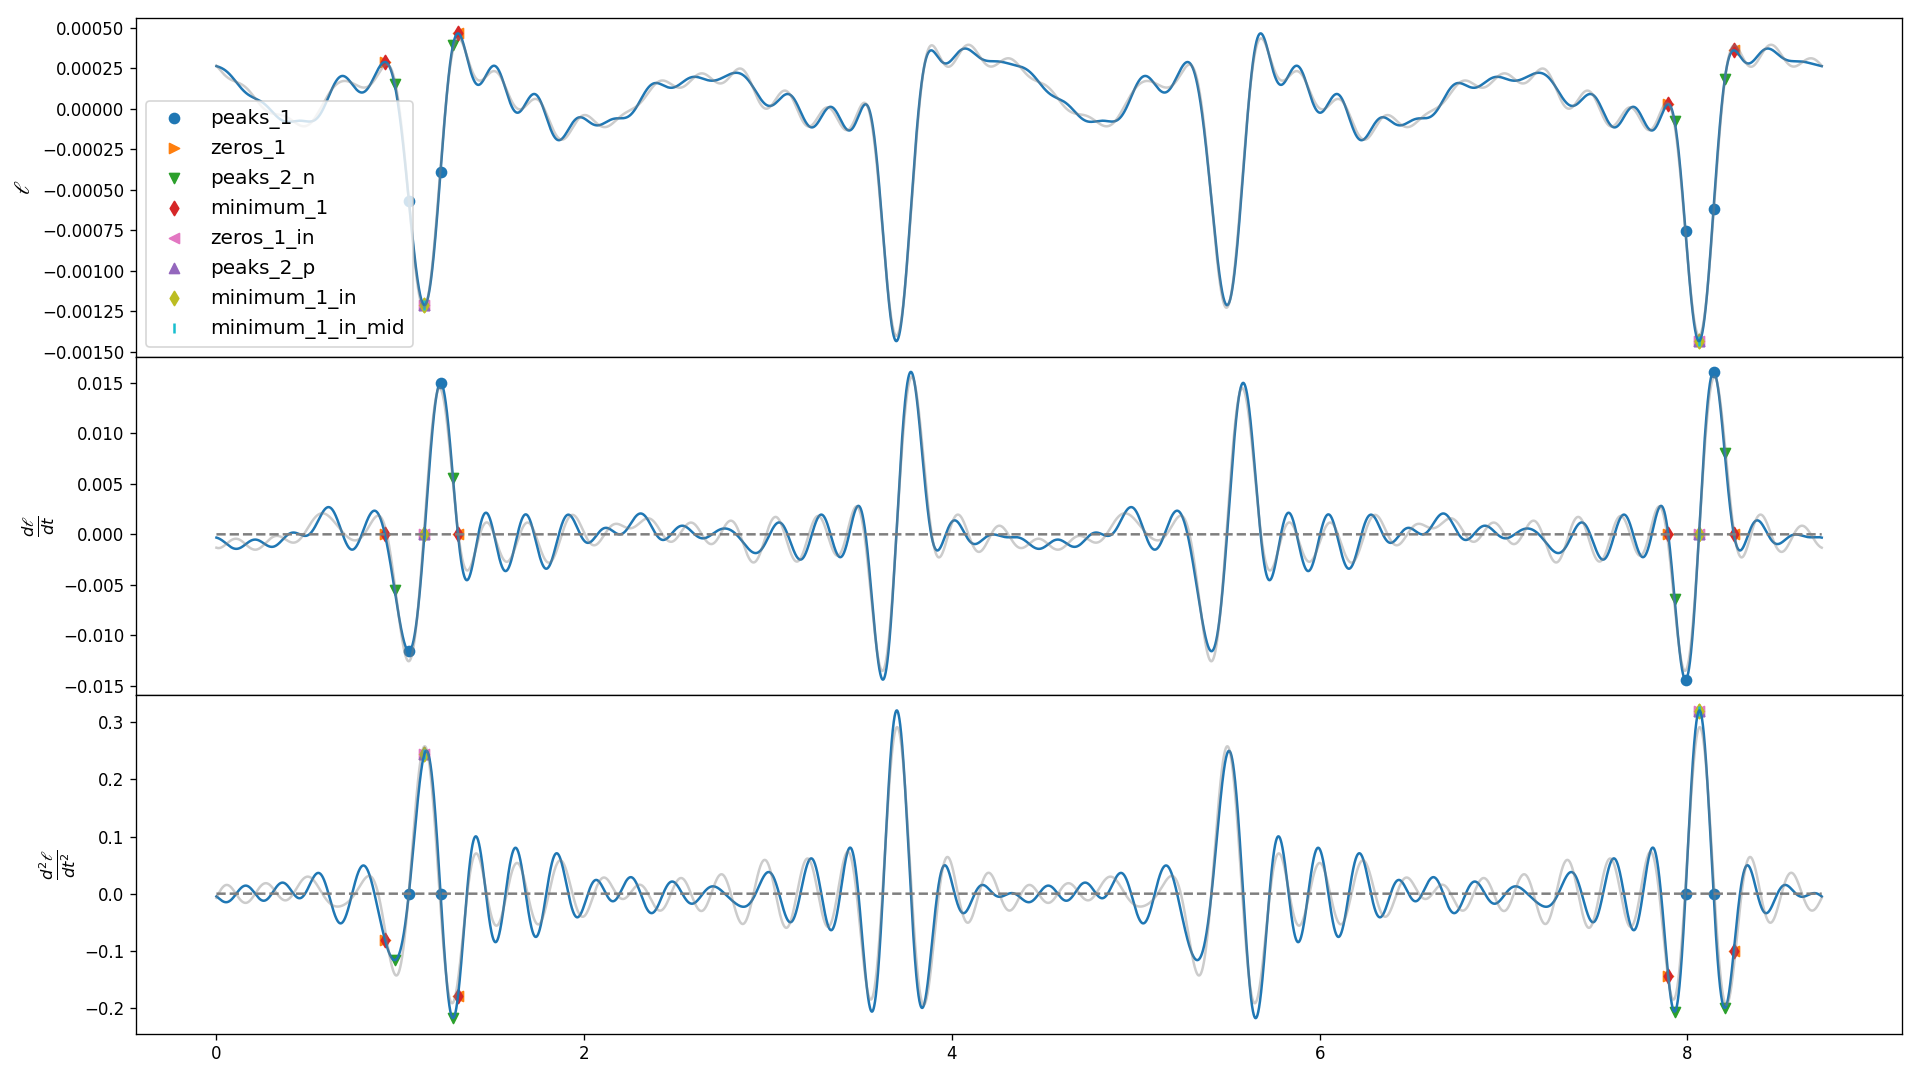 0.00050
0.00025
0.00000
−0.00025
−0.00050
−0.00075
−0.00100
−0.00125
−0.00150
ℓ
peaks_1
zeros_1
peaks_2_n
minimum_1
zeros_1_in
peaks_2_p
minimum_1_in
minimum_1_in_mid
0.015
0.010
0.005
0.000
−0.005
−0.010
−0.015
dℓ
dt
0.3
0.2
0.1
0.0
−0.1
−0.2
d²ℓ
dt²
0 2 4 6 8